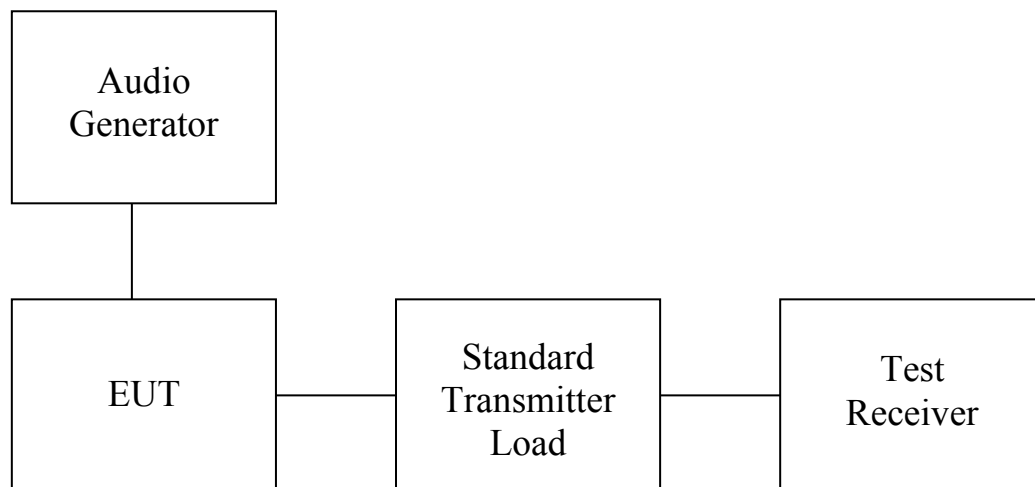 Audio
Generator
EUT
Standard
Transmitter
Load
Test
Receiver